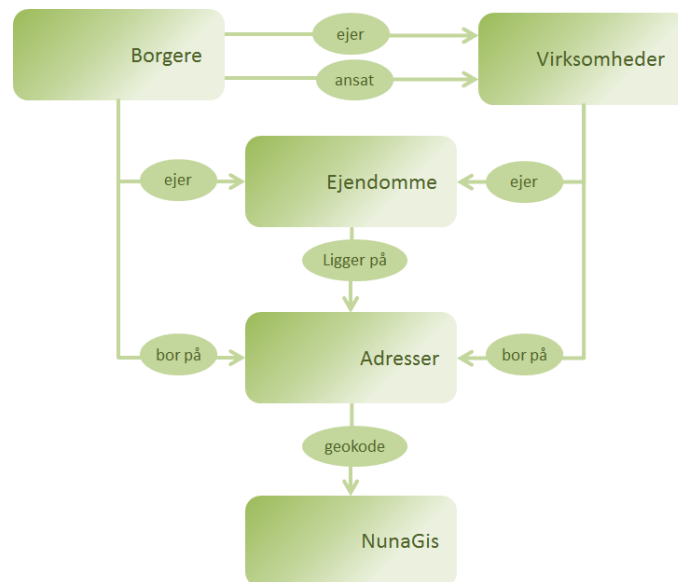 Borgere
ejer
ansat
Virksomheder
ejer
Ejendomme
ejer
Ligger på
bor på
Adresser
bor på
geokode
NunaGis